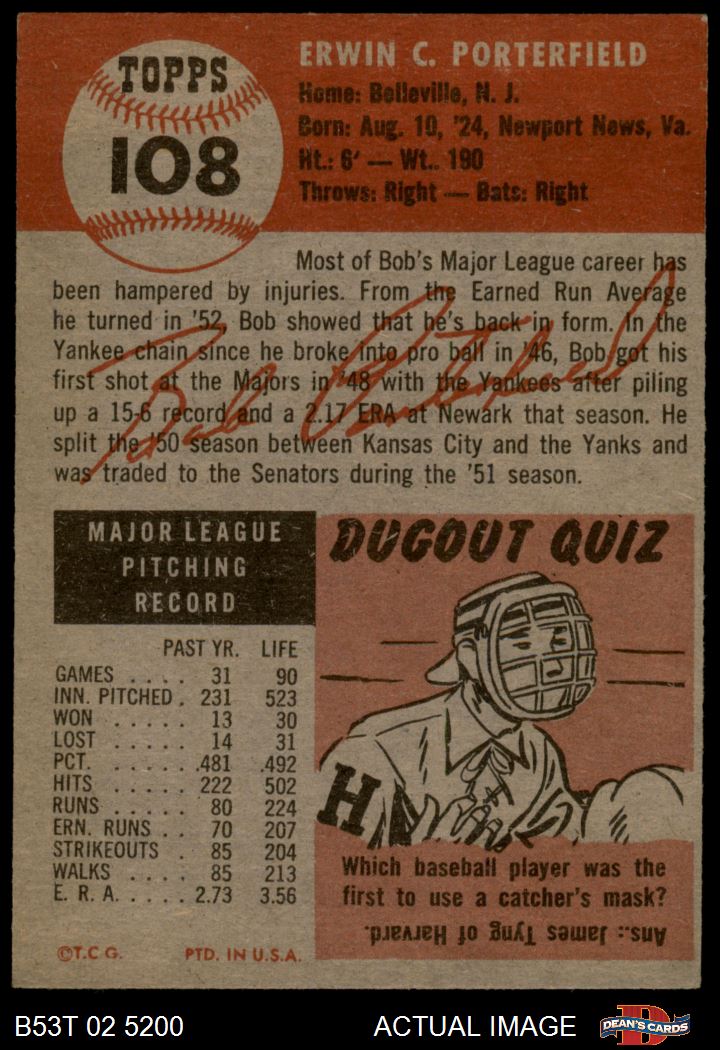 TOPPS
108
ERWIN C. PORTERFIELD
Home: Belleville, N. J.
Born: Aug. 10, '24, Newport News, Va.
Ht.: 6' — Wt.. 190
Throws: Right — Bats: Right
Most of Bob's Major League career has
been hampered by injuries. From the Earned Run Average
he turned in '52, Bob showed that he's back in form. In the
Yankee chain since he broke into pro ball in '46, Bob got his
first shot at the Majors in '48 with the Yankees after piling
up a 15-6 record and a 2.17 ERA at Newark that season. He
split the '50 season between Kansas City and the Yanks and
was traded to the Senators during the '51 season.
Bob Porterfield
MAJOR LEAGUE
PITCHING
RECORD
PAST YR. LIFE
GAMES . . . . 31 90
INN. PITCHED . 231 523
WON . . . . . 13 30
LOST . . . . . 14 31
PCT. . . . . . .481 .492
HITS . . . . . 222 502
RUNS . . . . . 80 224
ERN. RUNS . . 70 207
STRIKEOUTS . 85 204
WALKS . . . . 85 213
E. R. A. . . . . . 2.73 3.56
©T.C.G. PTD. IN U.S.A.
DUGOUT QUIZ
H
Which baseball player was the
first to use a catcher's mask?
Ans.: James Tyng of Harvard.
B53T 02 5200 ACTUAL IMAGE
D
DEAN'S CARDS